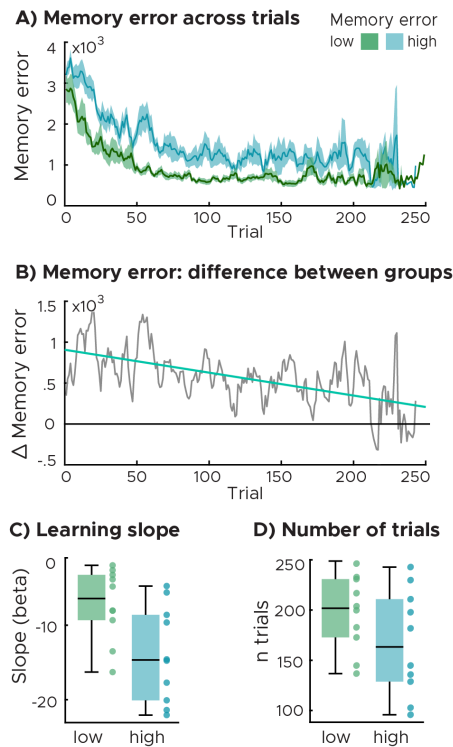 A) Memory error across trials
Memory error
low high
x10³
Memory error
4
3
2
1
0
0 50 100 150 200 250
Trial
B) Memory error: difference between groups
x10³
Δ Memory error
1.5
1
.5
0
-.5
0 50 100 150 200 250
Trial
C) Learning slope
Slope (beta)
0
-10
-20
low high
D) Number of trials
n trials
250
200
150
100
low high